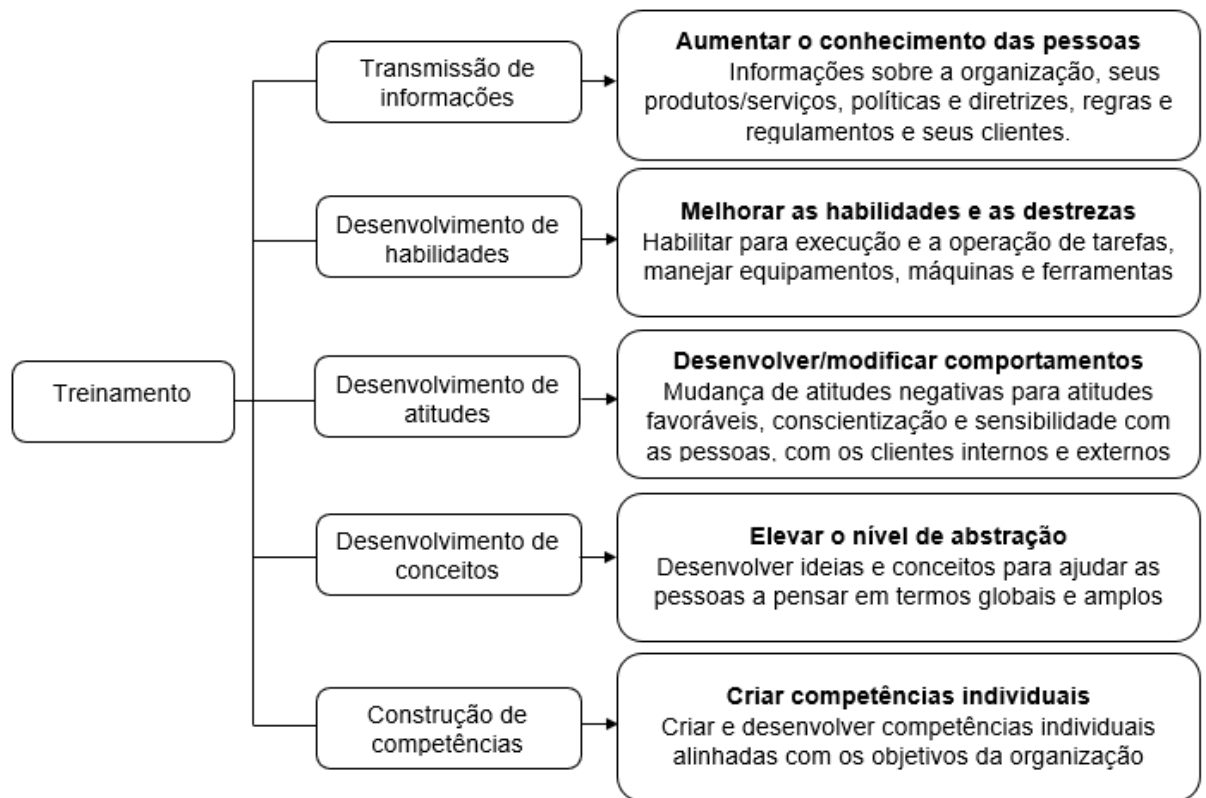 Treinamento
Transmissão de
informações
Aumentar o conhecimento das pessoas
Informações sobre a organização, seus
produtos/serviços, políticas e diretrizes, regras e
regulamentos e seus clientes.
Desenvolvimento de
habilidades
Melhorar as habilidades e as destrezas
Habilitar para execução e a operação de tarefas,
manejar equipamentos, máquinas e ferramentas
Desenvolvimento de
atitudes
Desenvolver/modificar comportamentos
Mudança de atitudes negativas para atitudes
favoráveis, conscientização e sensibilidade com
as pessoas, com os clientes internos e externos
Desenvolvimento de
conceitos
Elevar o nível de abstração
Desenvolver ideias e conceitos para ajudar as
pessoas a pensar em termos globais e amplos
Construção de
competências
Criar competências individuais
Criar e desenvolver competências individuais
alinhadas com os objetivos da organização